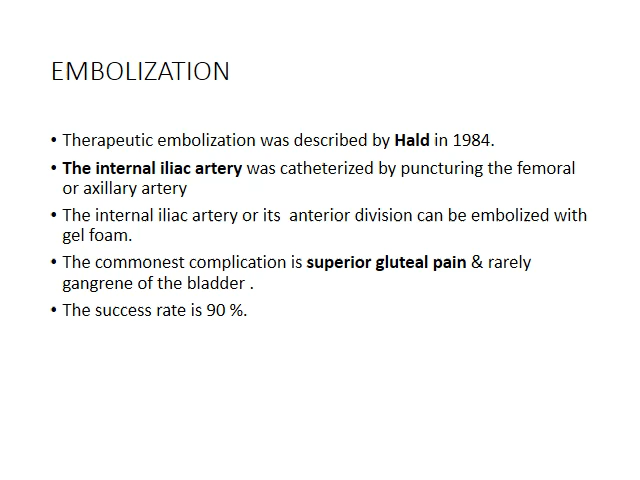 EMBOLIZATION
• Therapeutic embolization was described by Hald in 1984.
• The internal iliac artery was catheterized by puncturing the femoral
or axillary artery
• The internal iliac artery or its  anterior division can be embolized with
gel foam.
• The commonest complication is superior gluteal pain & rarely
gangrene of the bladder .
• The success rate is 90 %.